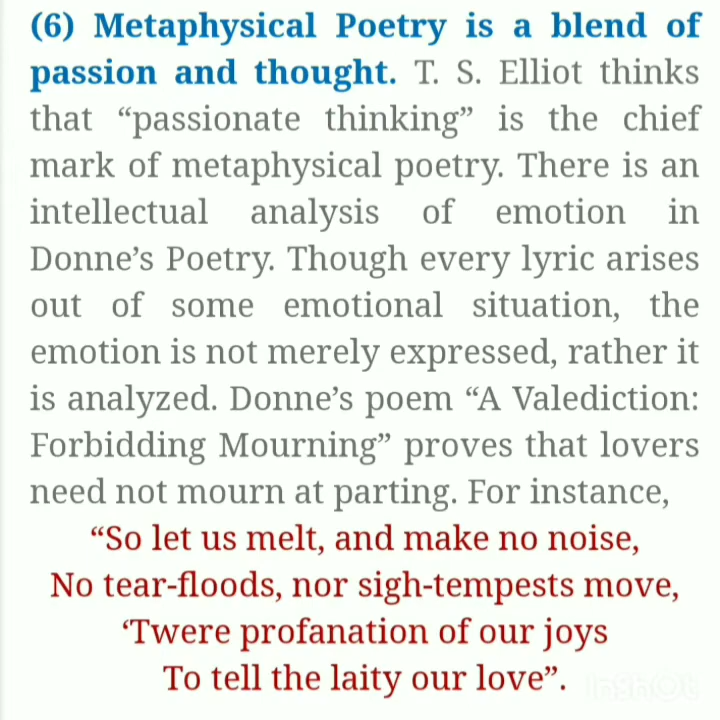 (6) Metaphysical Poetry is a blend of
passion and thought. T. S. Elliot thinks
that “passionate thinking” is the chief
mark of metaphysical poetry. There is an
intellectual analysis of emotion in
Donne’s Poetry. Though every lyric arises
out of some emotional situation, the
emotion is not merely expressed, rather it
is analyzed. Donne’s poem “A Valediction:
Forbidding Mourning” proves that lovers
need not mourn at parting. For instance,
“So let us melt, and make no noise,
No tear-floods, nor sigh-tempests move,
‘Twere profanation of our joys
To tell the laity our love”.
InShOt